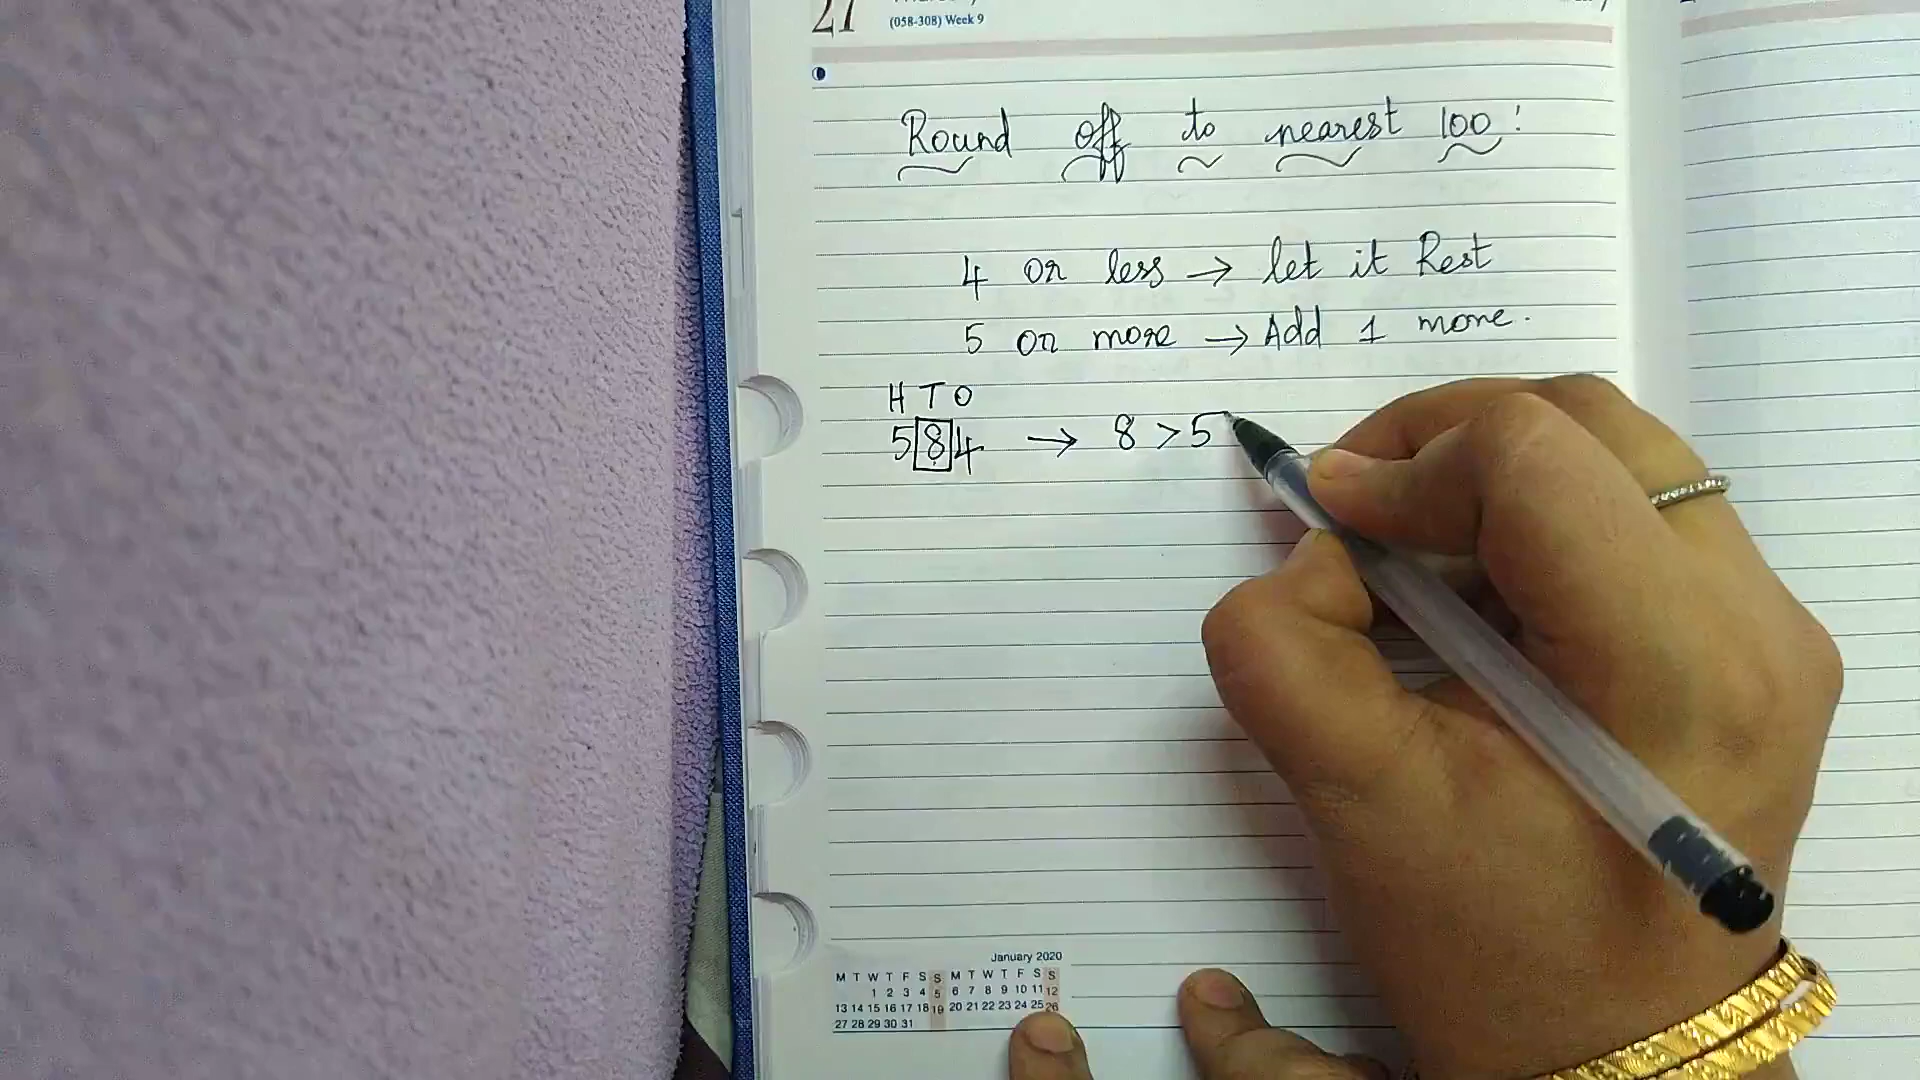 27
(058-308) Week 9
Round off to nearest 100!
4 or less → let it Rest
5 or more → Add 1 more.
H T O
584 → 8 > 5
January 2020
M T W T F S S M T W T F S S
1 2 3 4 5 6 7 8 9 10 11 12
13 14 15 16 17 18 19 20 21 22 23 24 25 26
27 28 29 30 31